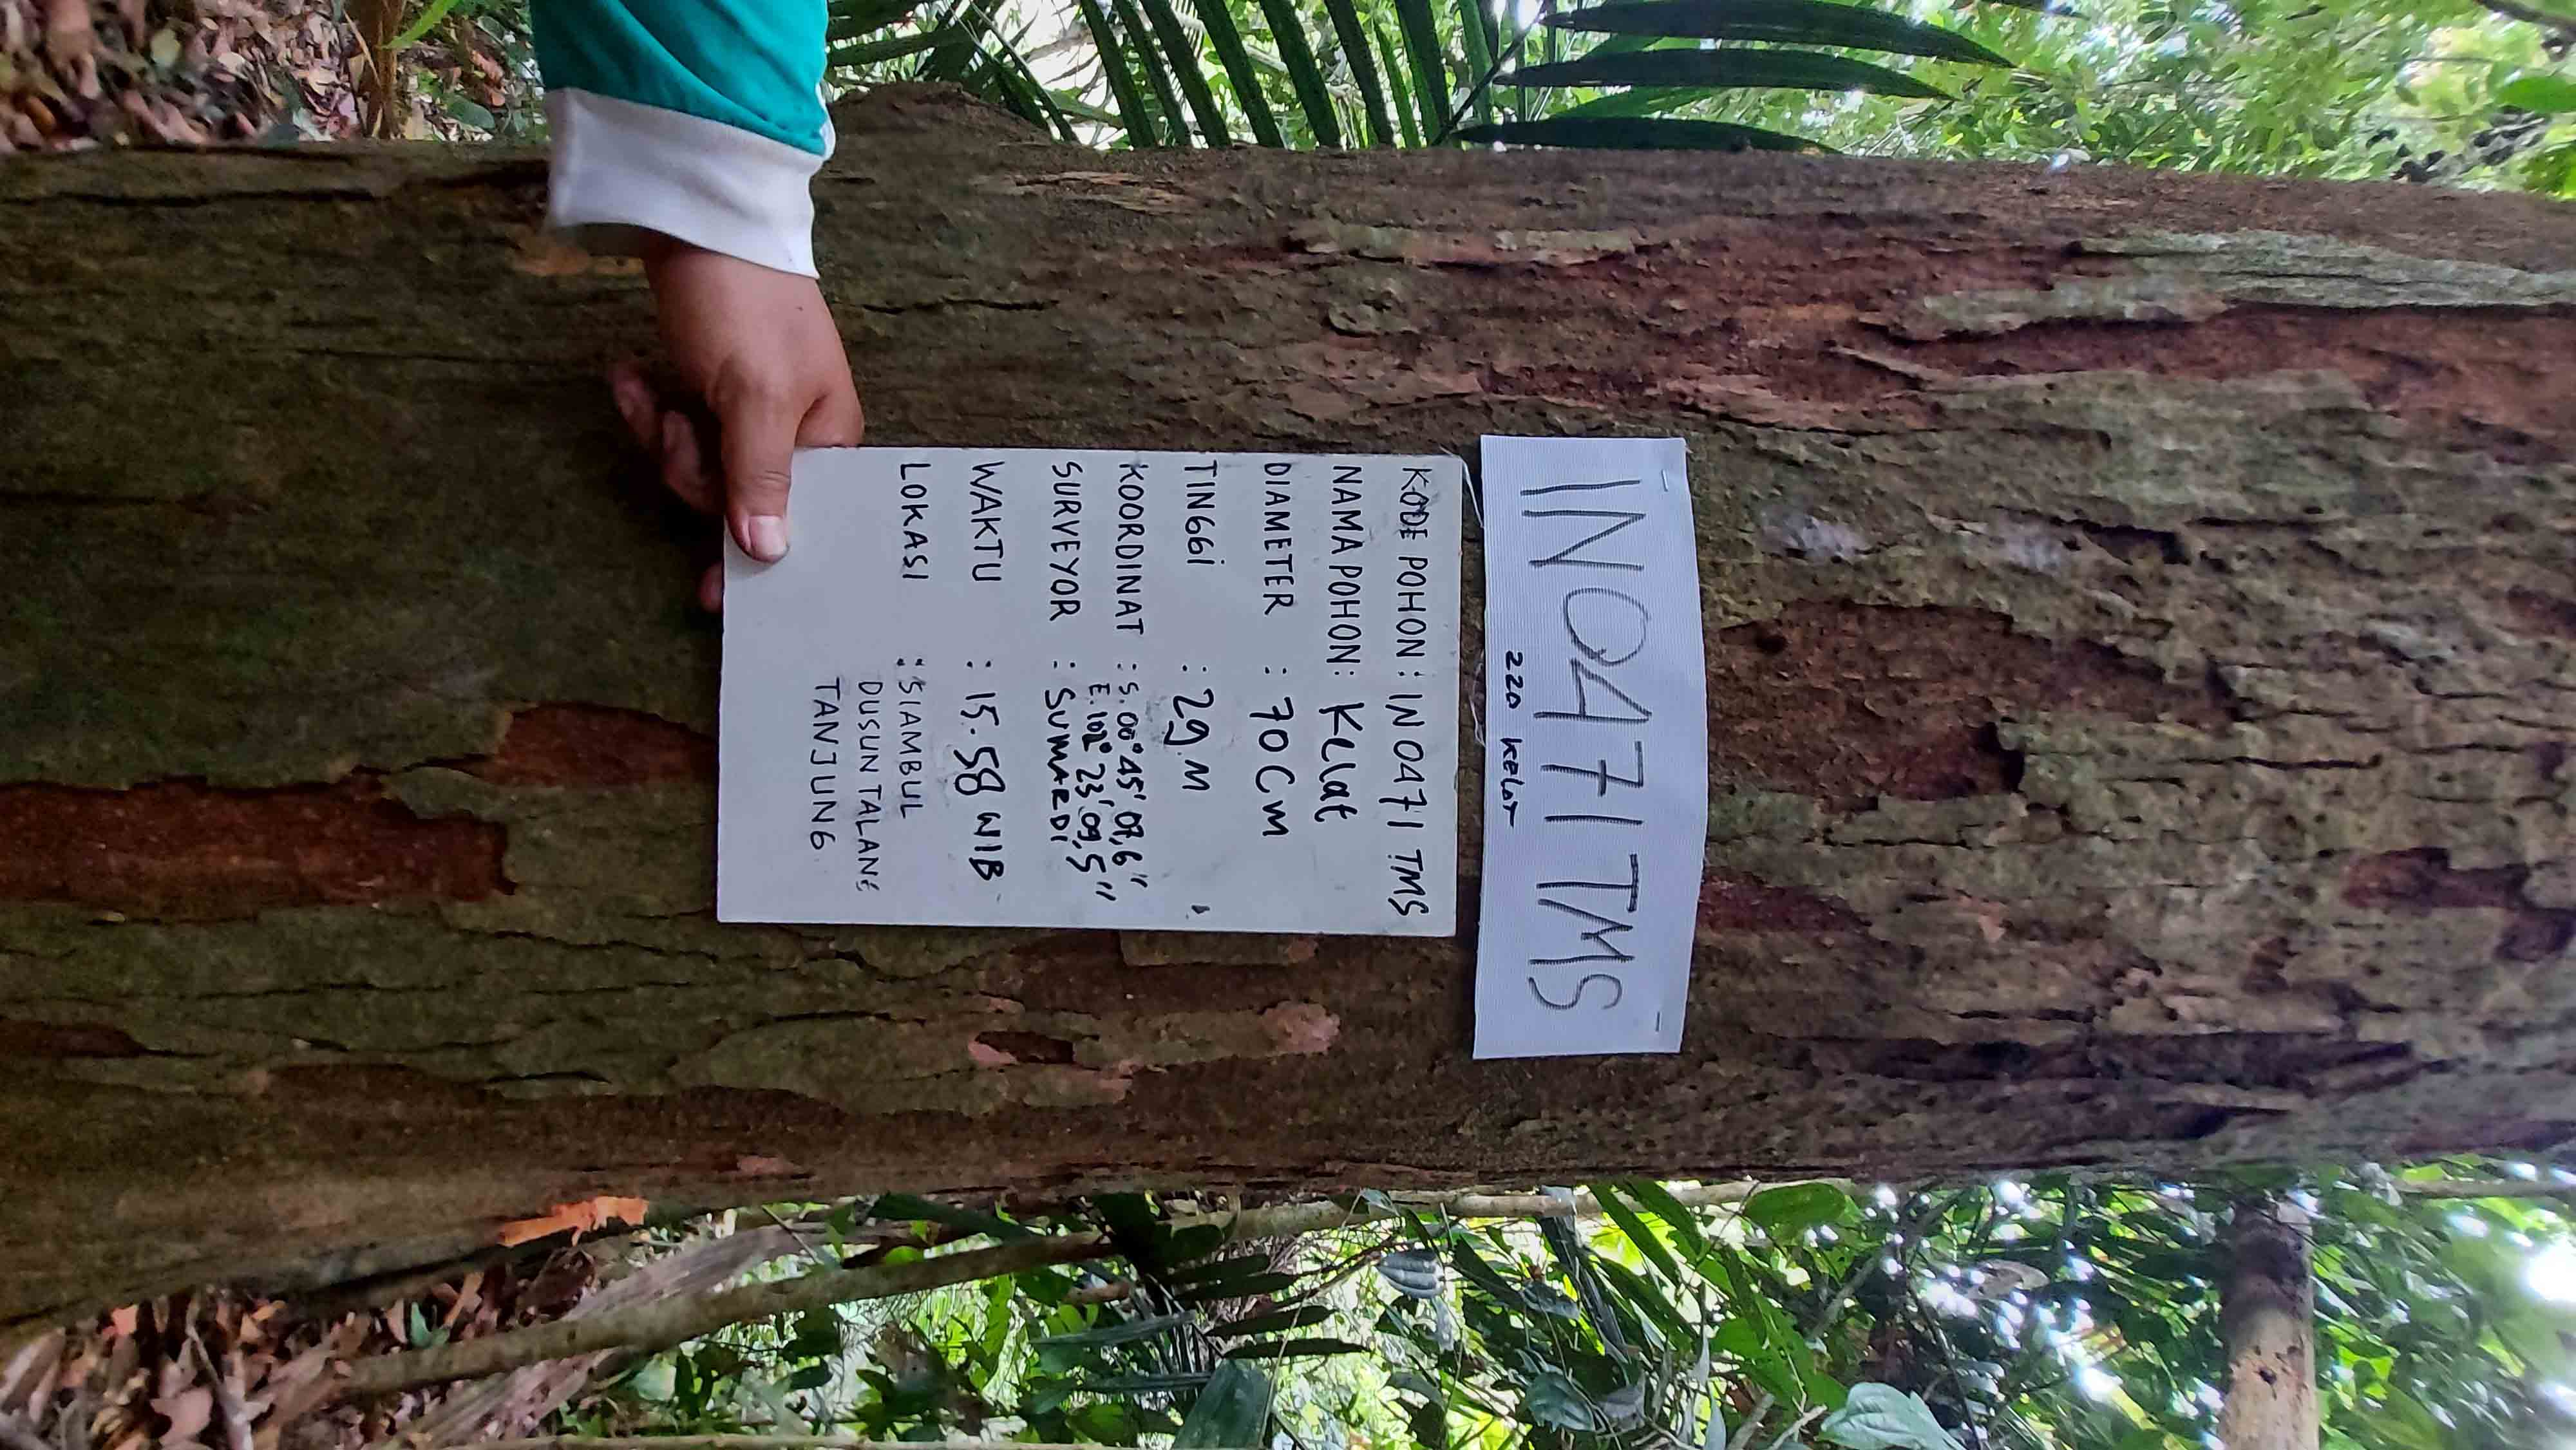 IN0471 TMS
220 KELAT
KODE POHON : IN 0471 TMS
NAMA POHON : Kelat
DIAMETER : 70 Cm
TINGGi : 29 M
KOORDINAT : S. 00° 45' 07,6"
E. 102° 23' 09,5"
SURVEYOR : SUMARDi
WAKTU : 15.58 WIB
LOKASI : SIAMBUL
DUSUN TALANG
TANJUNG